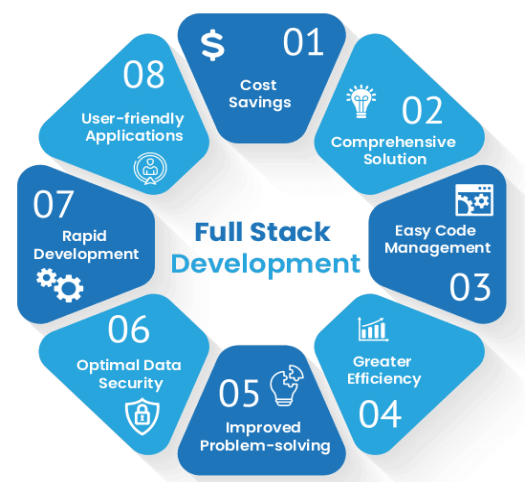 01
Cost
Savings
02
Comprehensive
Solution
Easy Code
Management
03
Greater
Efficiency
04
05
Improved
Problem-solving
06
Optimal Data
Security
07
Rapid
Development
08
User-friendly
Applications
Full Stack
Development